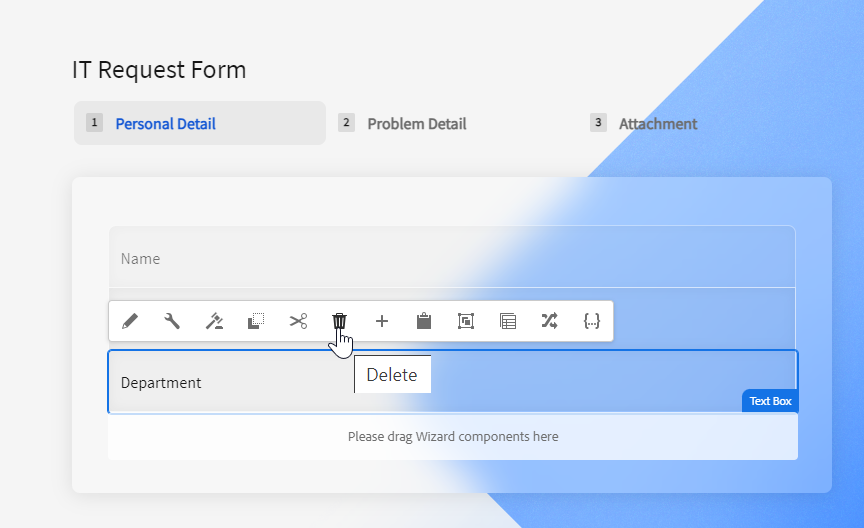 IT Request Form
1 Personal Detail 2 Problem Detail 3 Attachment
Name
Department
Delete
Text Box
Please drag Wizard components here